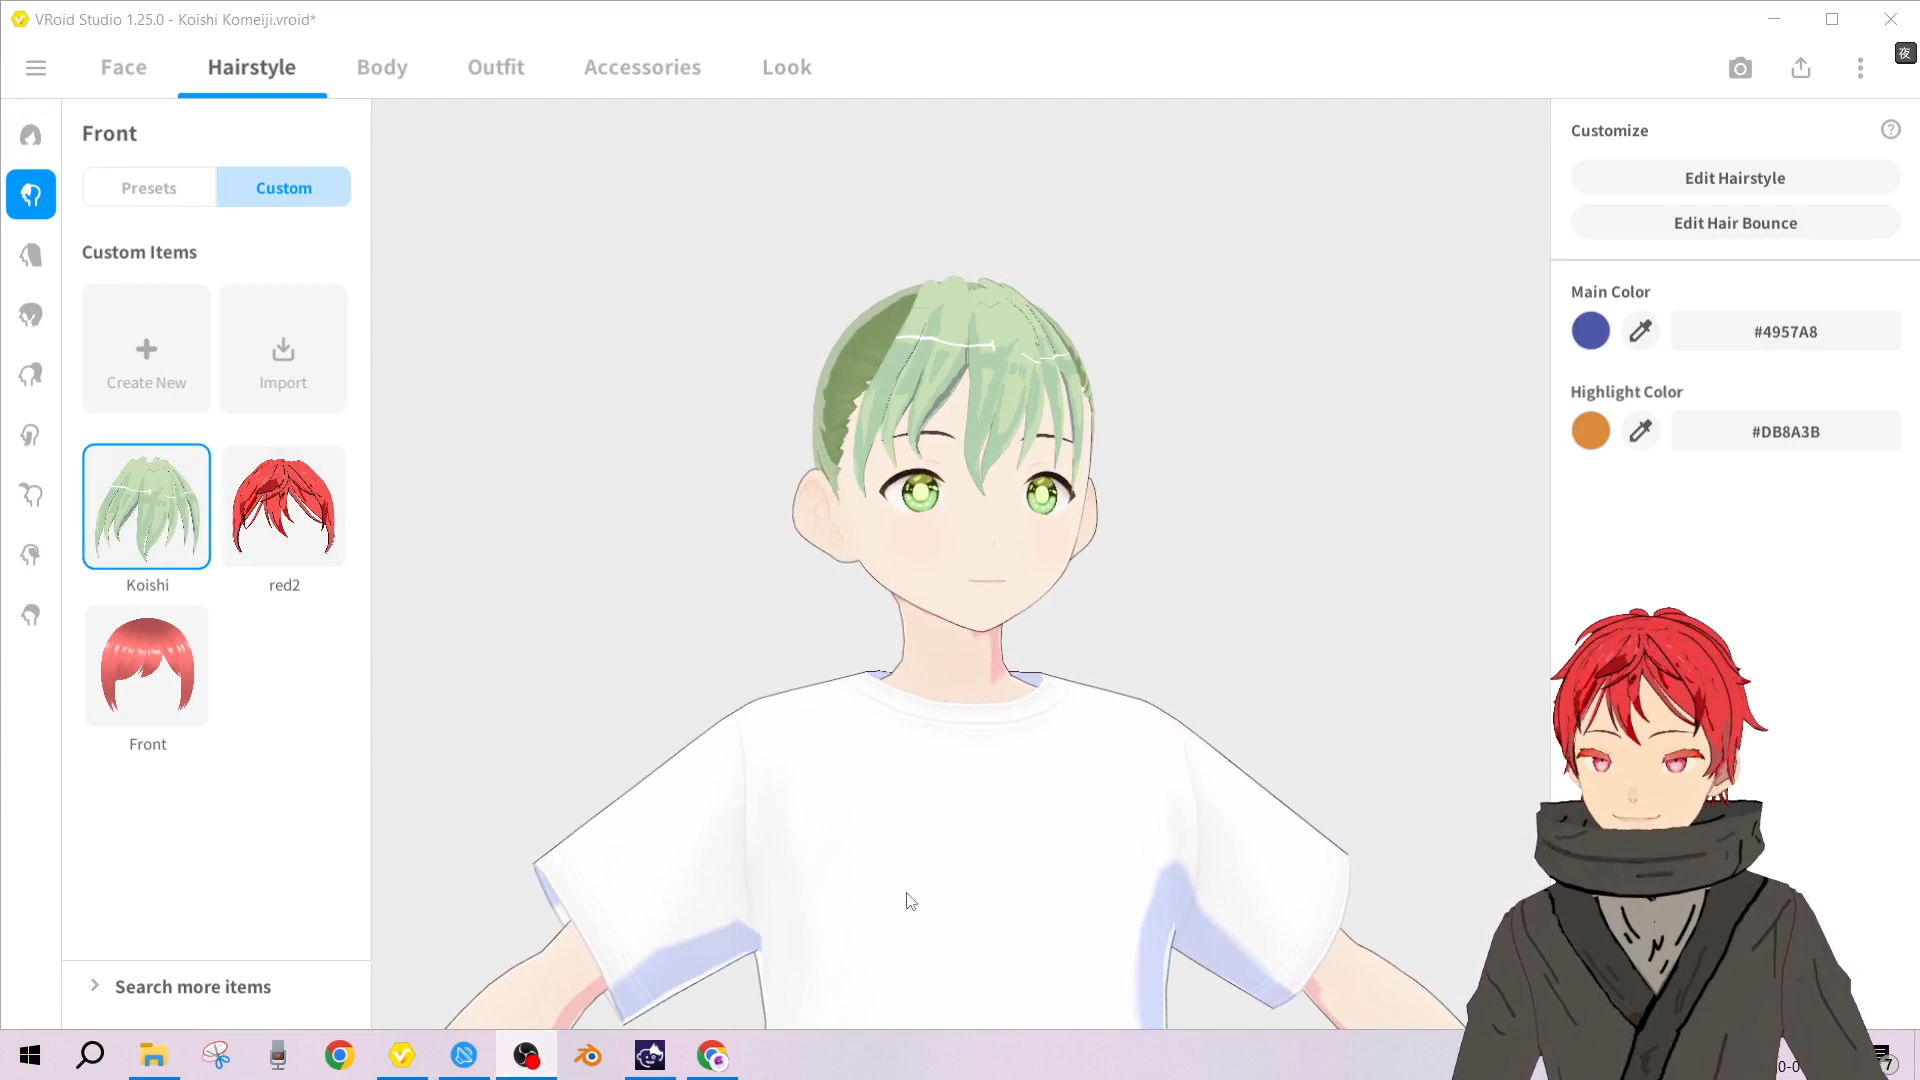 VRoid Studio 1.25.0 - Koishi Komeiji.vroid*
夜
Face
Hairstyle
Body
Outfit
Accessories
Look
Front
Presets
Custom
Custom Items
Create New
Import
Koishi
red2
Front
Search more items
Customize
Edit Hairstyle
Edit Hair Bounce
Main Color
#4957A8
Highlight Color
#DB8A3B
7